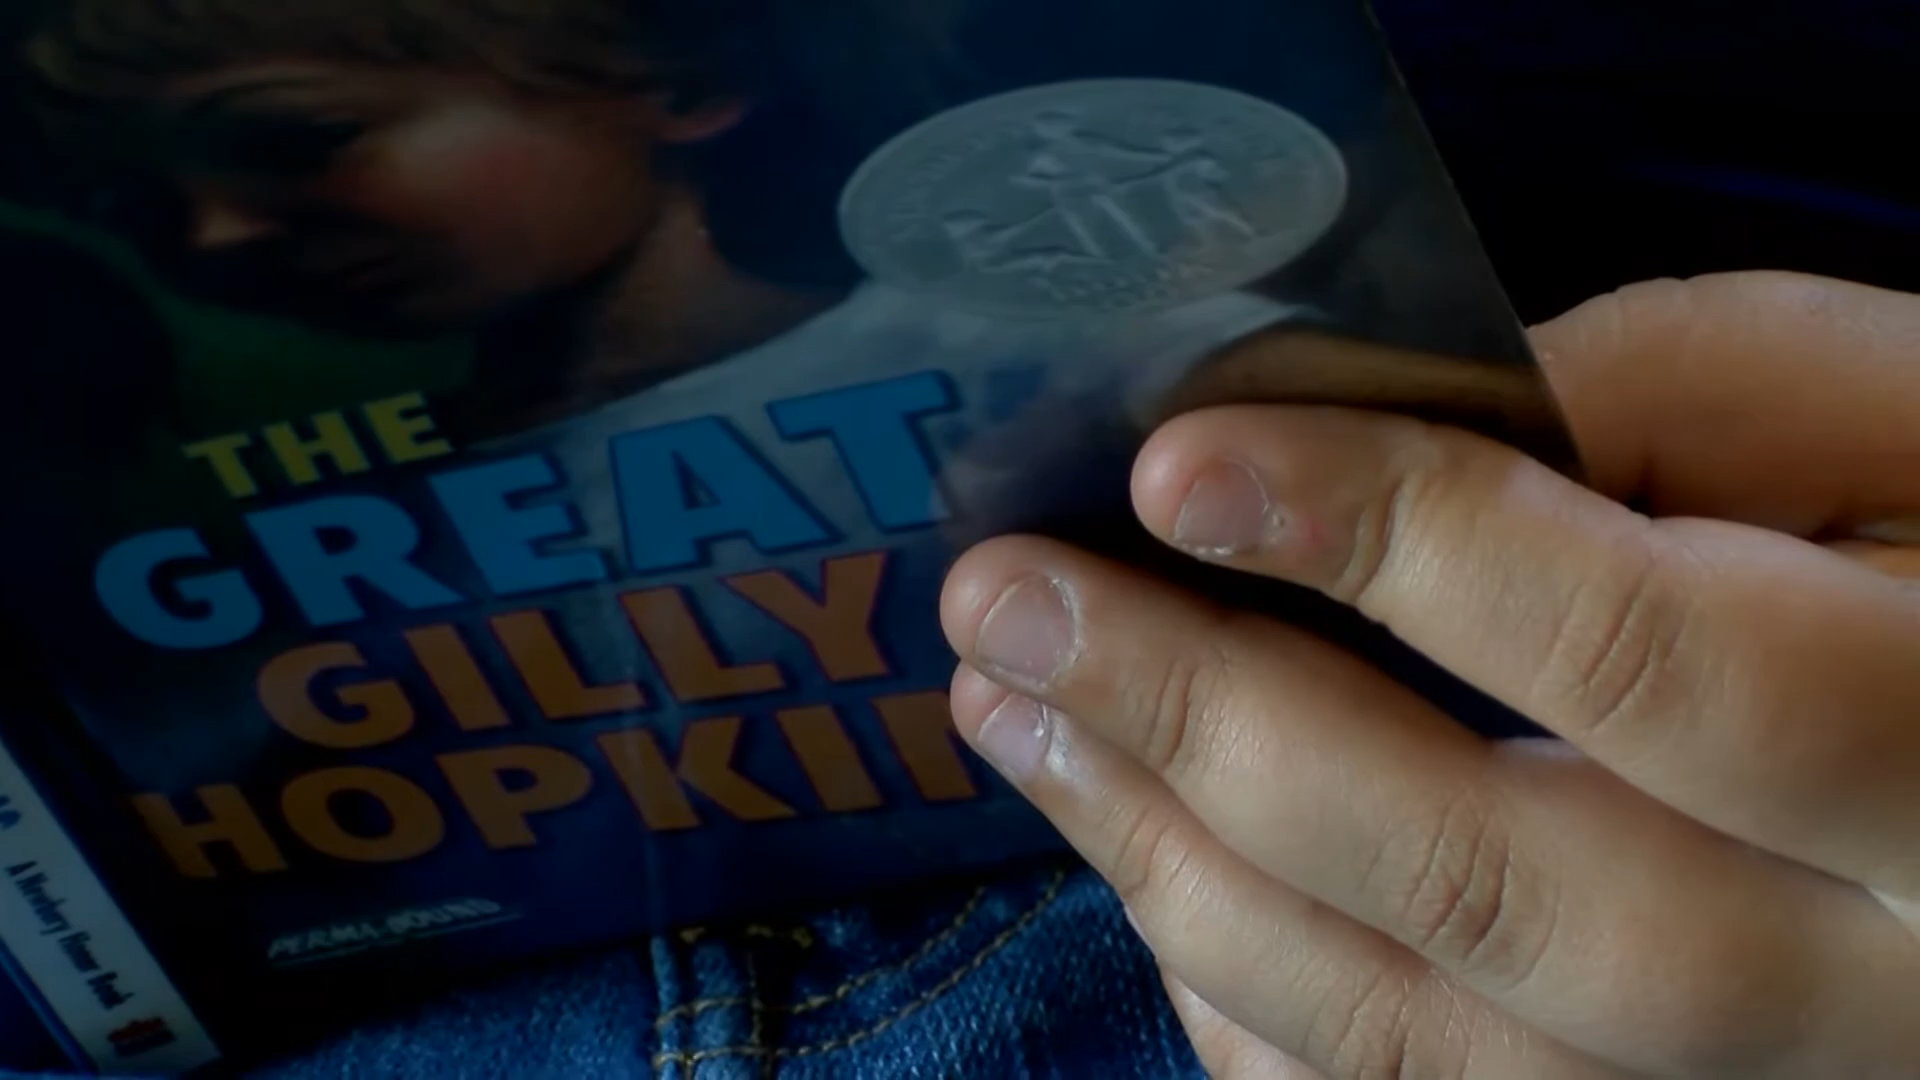 THE
GREAT
GILLY
HOPKIN
PERMA-BOUND
A Newbery Honor Book